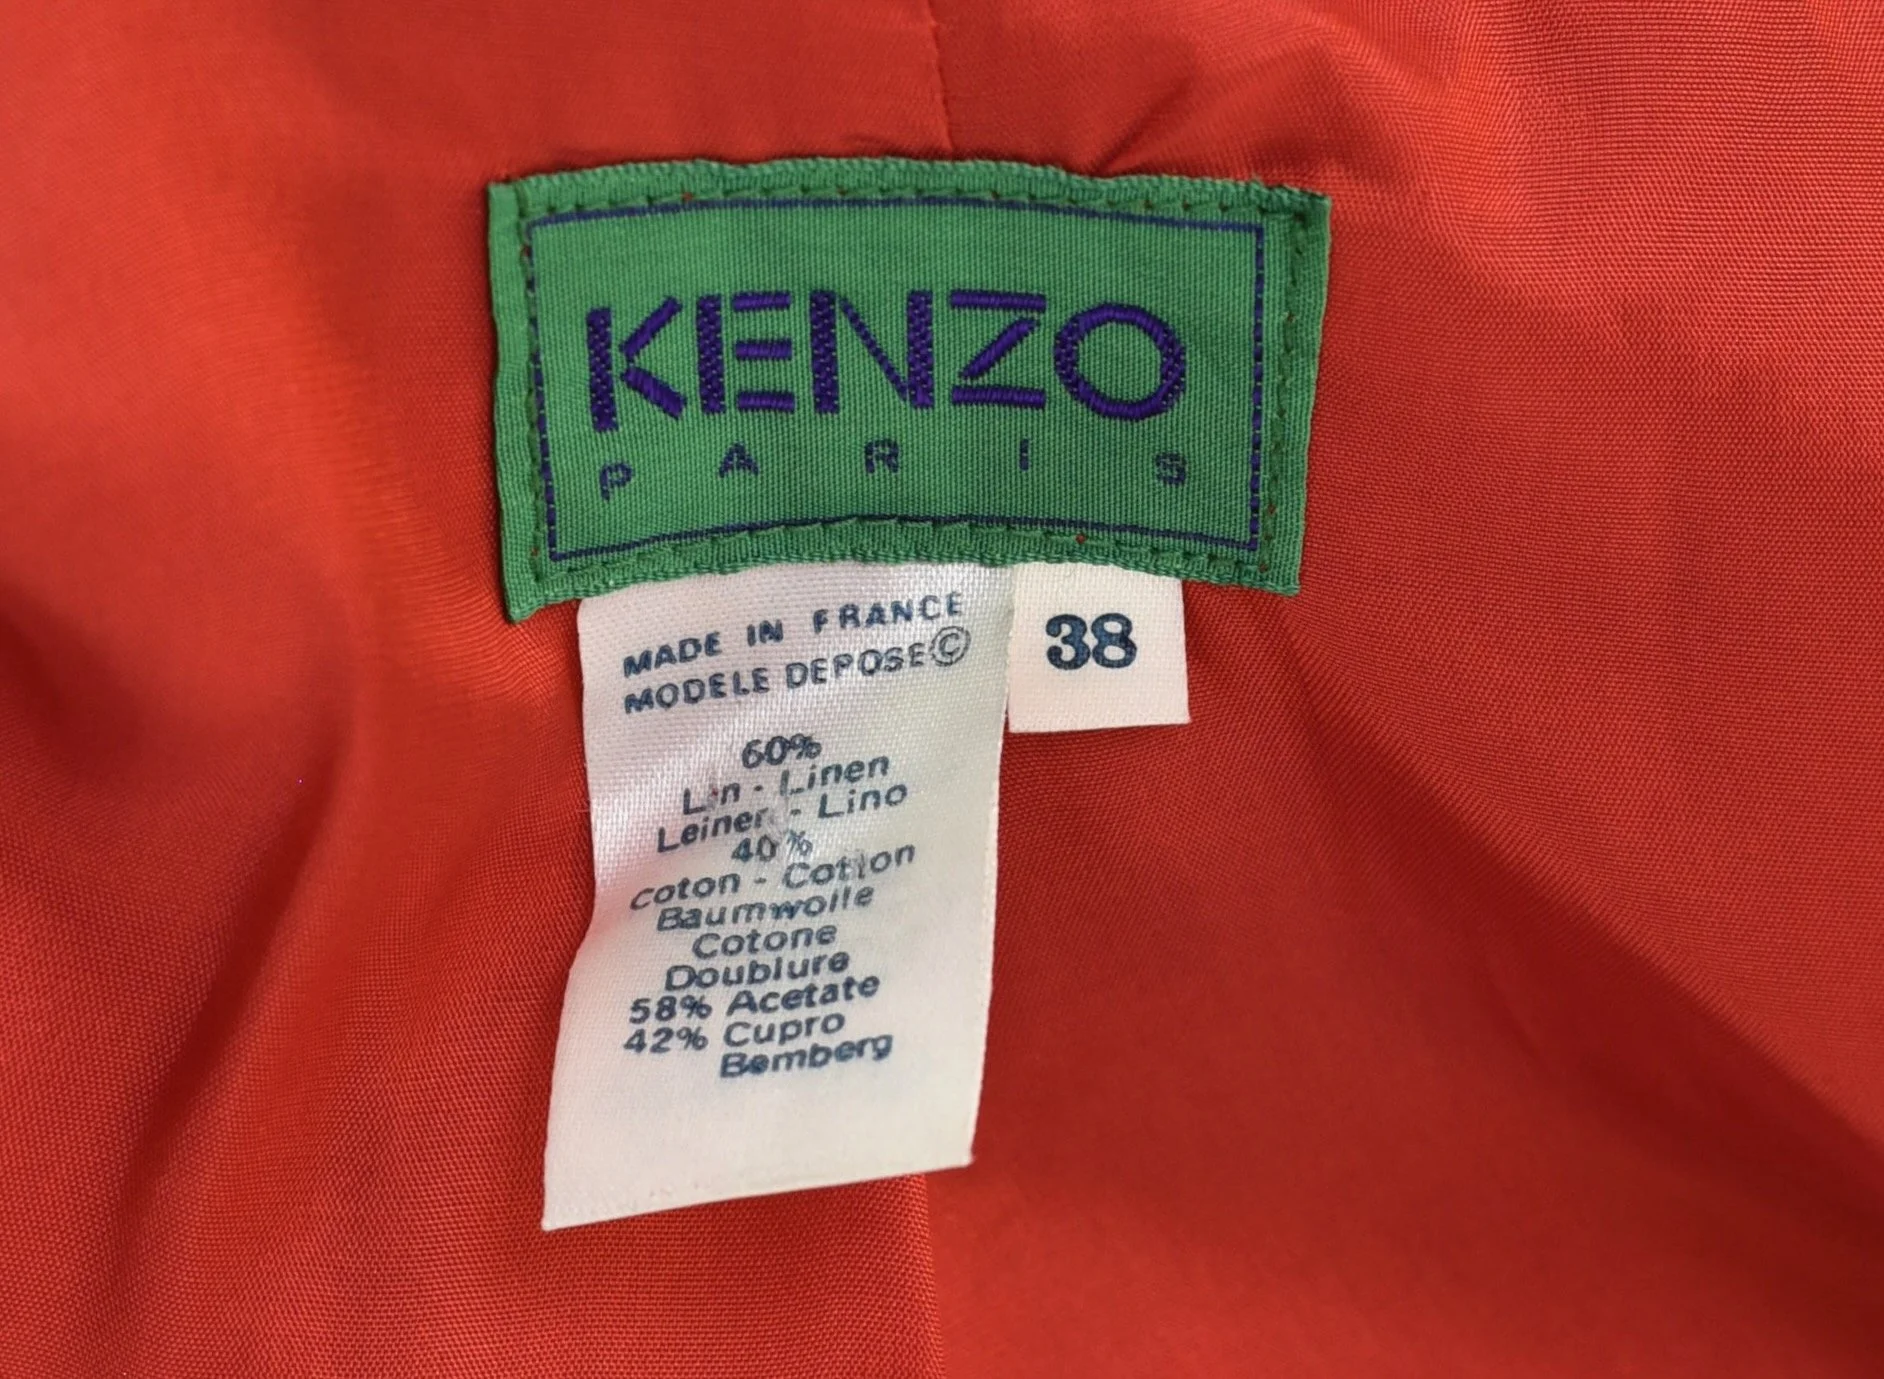 KENZO
PARIS
MADE IN FRANCE
MODELE DEPOSE©
38
60%
Lin - Linen
Leinen - Lino
40%
Coton - Cotton
Baumwolle
Cotone
Doublure
58% Acetate
42% Cupro
Bemberg